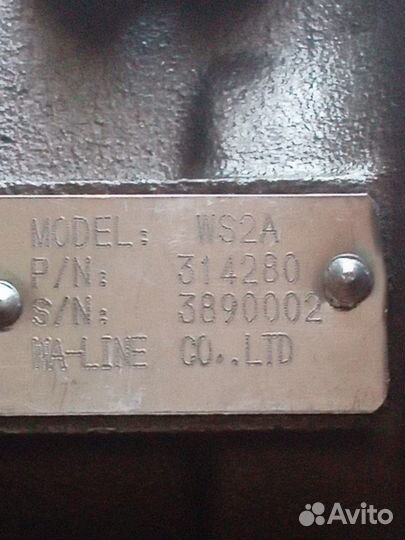 MODEL: WS2A
P/N: 314280
S/N: 3890002
WA-LINE CO..LTD
Avito